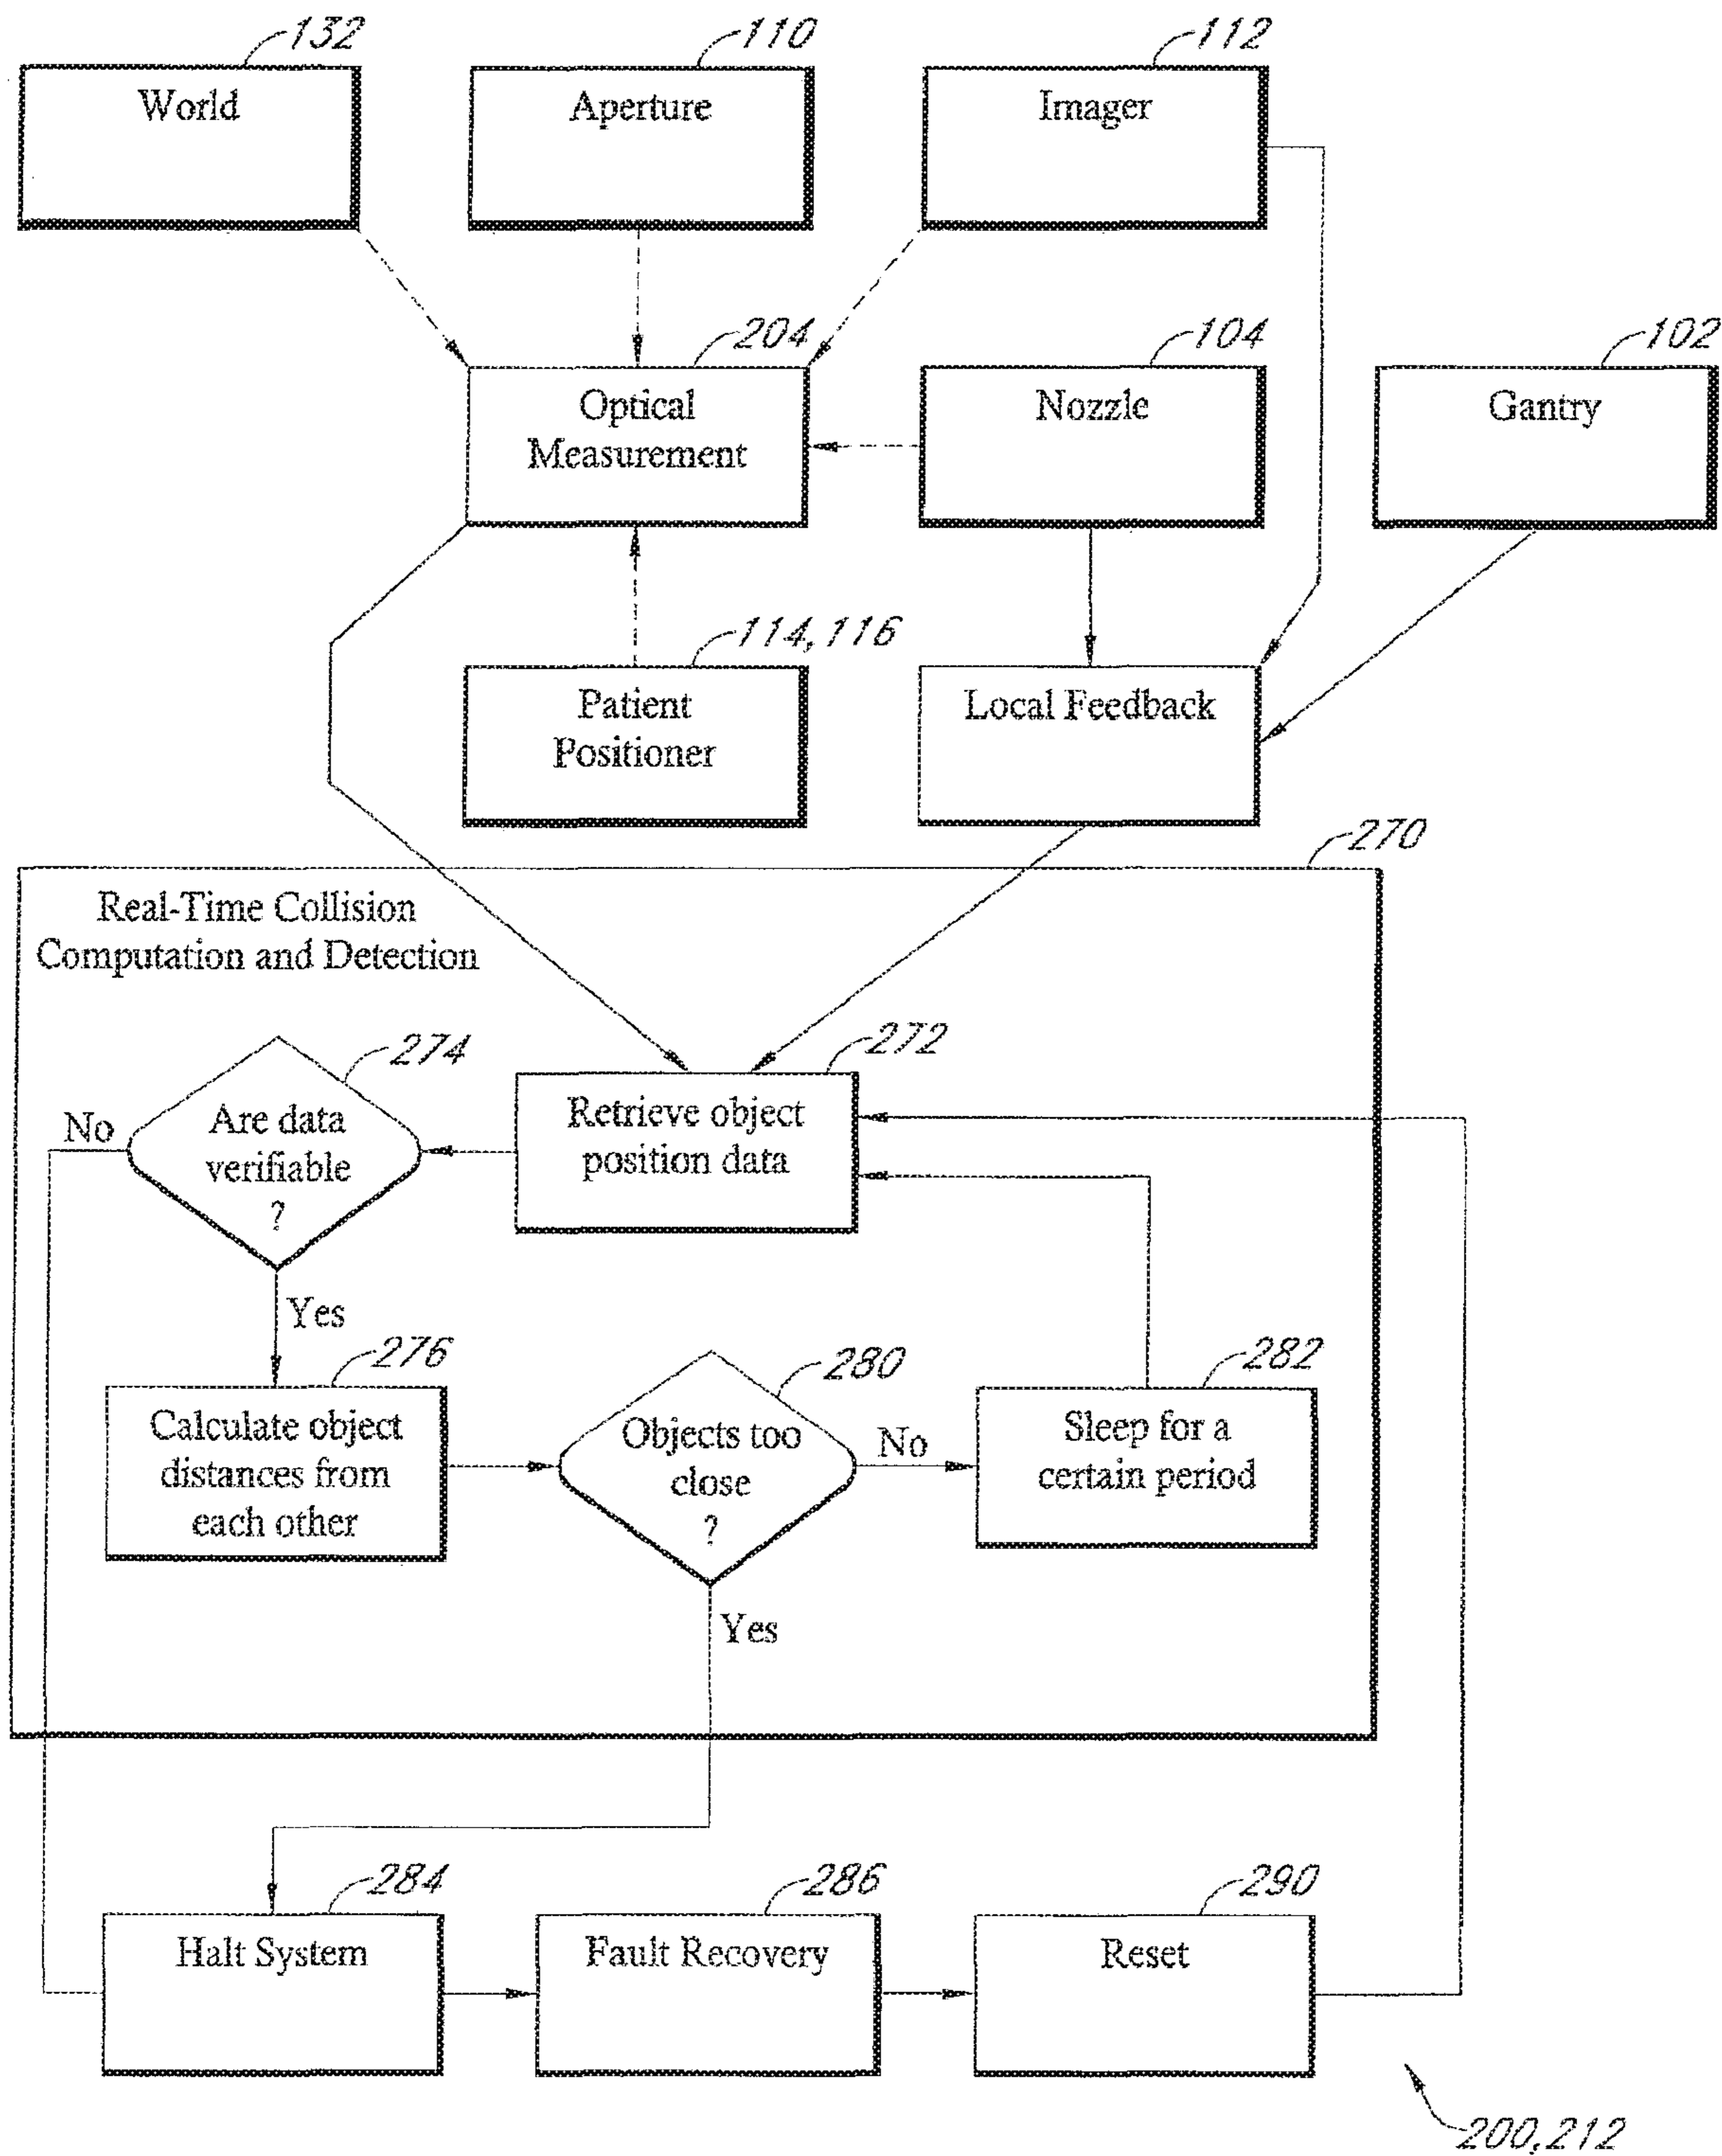 132
110
112
World
Aperture
Imager
204
104
102
Optical
Measurement
Nozzle
Gantry
114, 116
Patient
Positioner
Local Feedback
270
Real-Time Collision
Computation and Detection
274
272
No
Are data
verifiable
?
Retrieve object
position data
Yes
276
280
282
Calculate object
distances from
each other
Objects too
close
?
No
Sleep for a
certain period
Yes
284
286
290
Halt System
Fault Recovery
Reset
200, 212